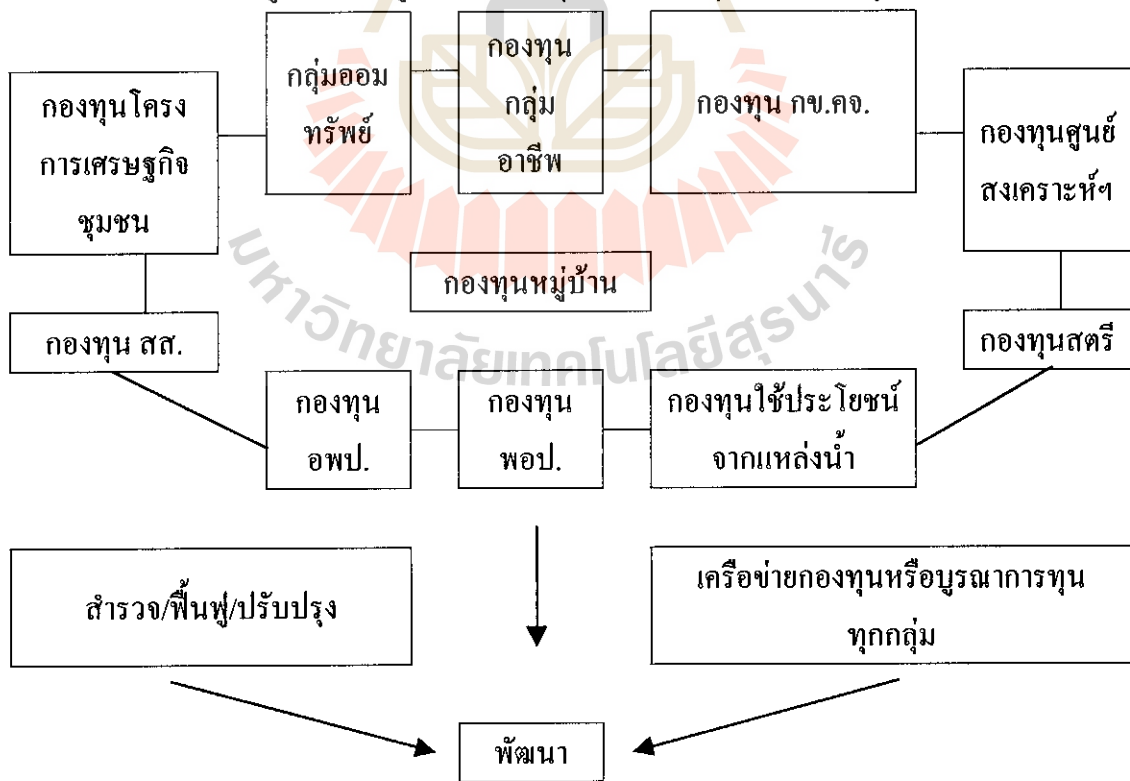 กองทุนโครง
การเศรษฐกิจ
ชุมชน
กลุ่มออม
ทรัพย์
กองทุน
กลุ่ม
อาชีพ
กองทุน กข.คจ.
กองทุนศูนย์
สงเคราะห์ฯ
กองทุนหมู่บ้าน
กองทุน สส.
กองทุนสตรี
กองทุน
อพป.
กองทุน
พอป.
กองทุนใช้ประโยชน์
จากแหล่งน้ำ
มหาวิทยาลัยเทคโนโลยีสุรนารี
สำรวจ/ฟื้นฟู/ปรับปรุง
เครือข่ายกองทุนหรือบูรณาการทุน
ทุกกลุ่ม
พัฒนา